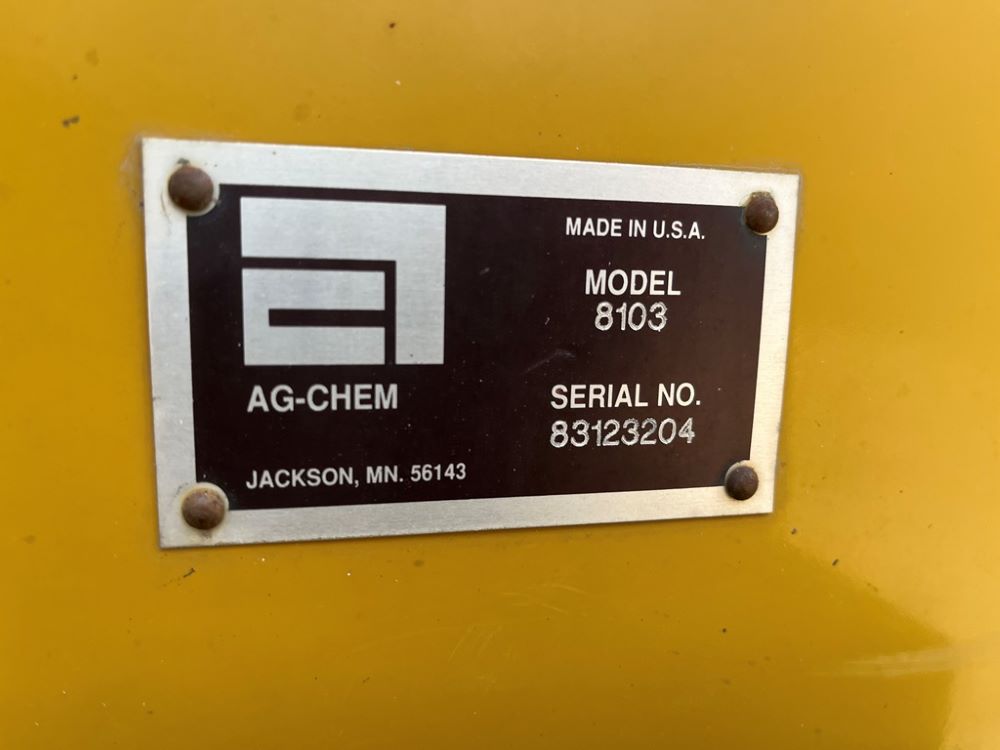 MADE IN U.S.A.
MODEL
8103
AG-CHEM
SERIAL NO.
83123204
JACKSON, MN. 56143